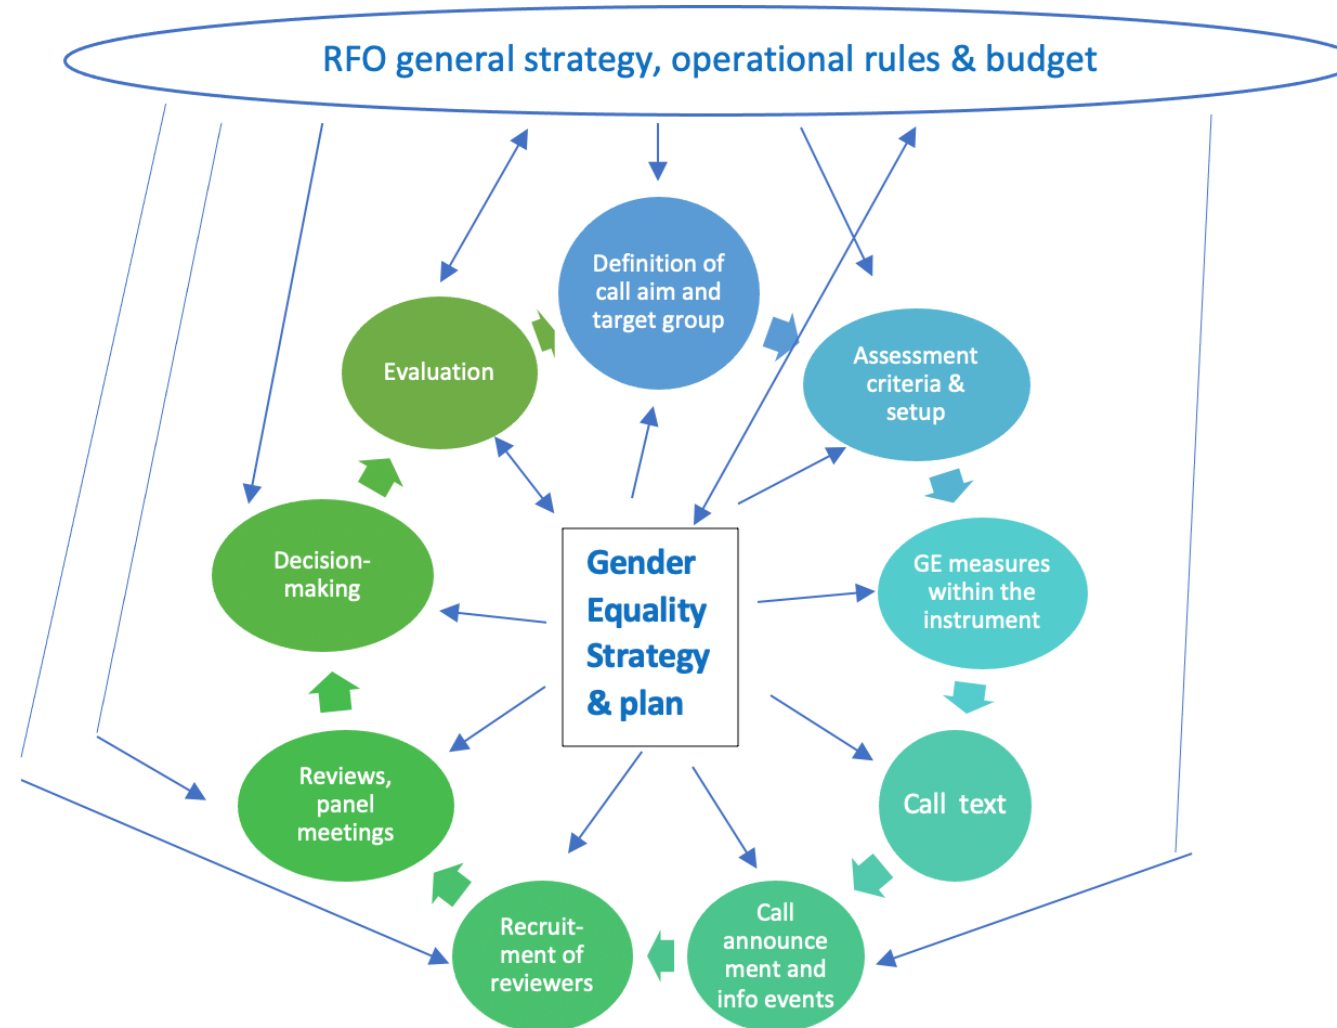 RFO general strategy, operational rules & budget
Definition of
call aim and
target group
Assessment
criteria &
setup
GE measures
within the
instrument
Call  text
Call
announce
ment and
info events
Recruit-
ment of
reviewers
Reviews,
panel
meetings
Decision-
making
Evaluation
Gender
Equality
Strategy
& plan